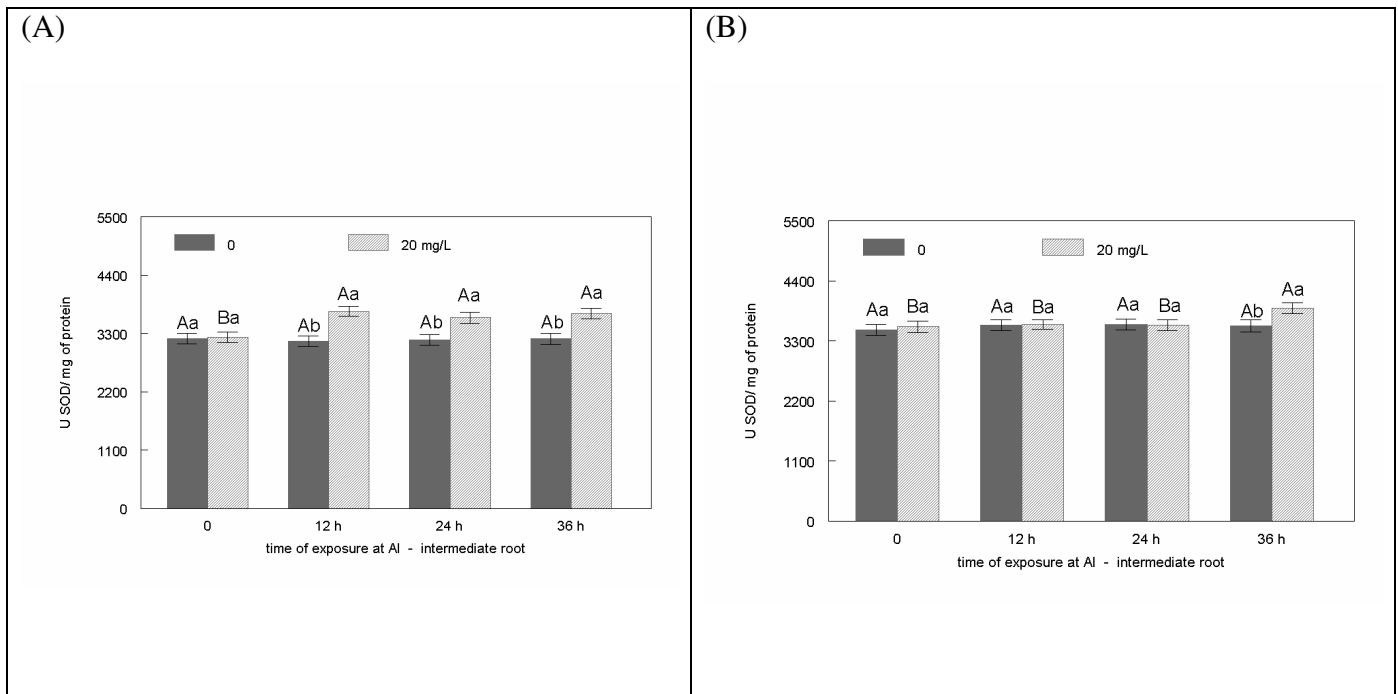 (A)
5500
4400
3300
2200
1100
0
U SOD/ mg of protein
0
20 mg/L
Aa
Ba
Ab
Aa
Ab
Aa
Ab
Aa
0
12 h
24 h
36 h
time of exposure at Al - intermediate root
(B)
5500
4400
3300
2200
1100
0
U SOD/ mg of protein
0
20 mg/L
Aa
Ba
Aa
Ba
Aa
Ba
Ab
Aa
0
12 h
24 h
36 h
time of exposure at Al - intermediate root